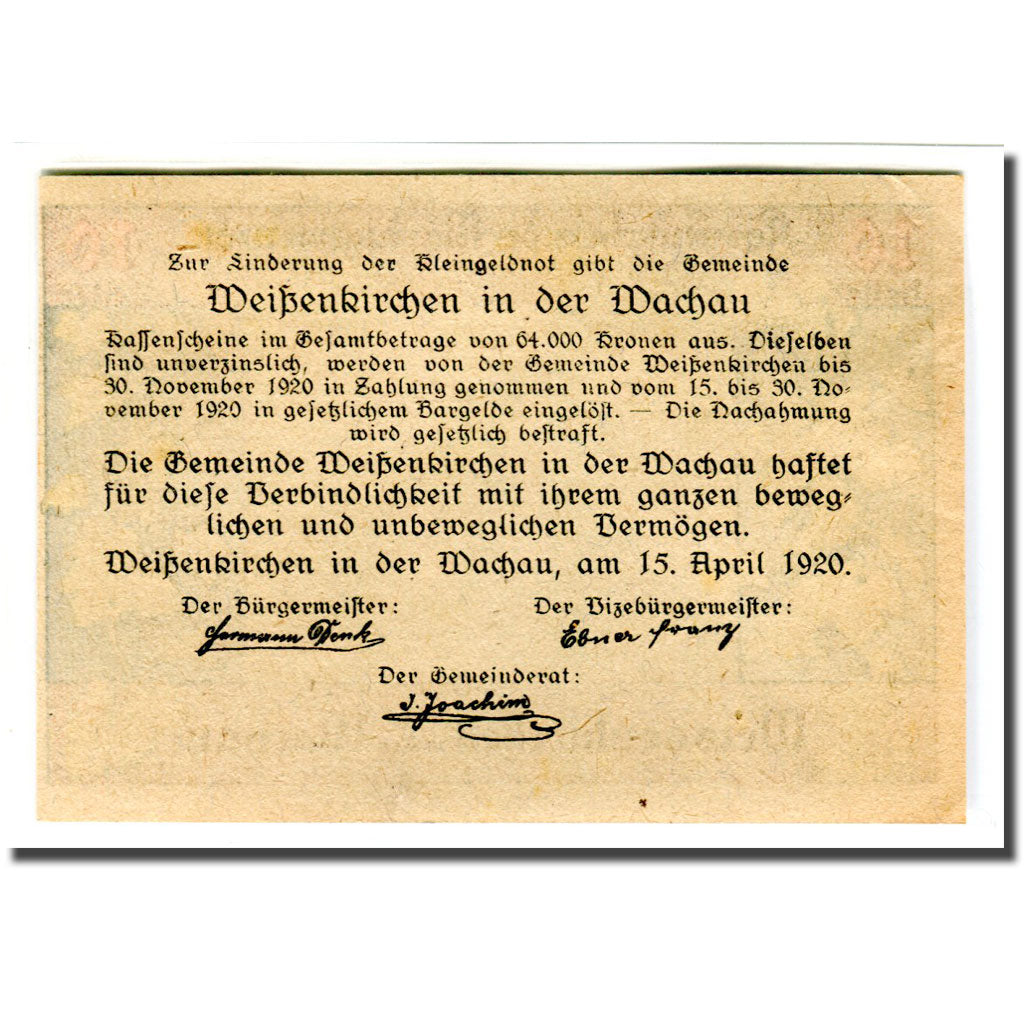 Zur Linderung der Kleingeldnot gibt die Gemeinde
Weißenkirchen in der Wachau
Kassenscheine im Gesamtbetrage von 64.000 Kronen aus. Dieselben
sind unverzinslich, werden von der Gemeinde Weißenkirchen bis
30. November 1920 in Zahlung genommen und vom 15. bis 30. No-
vember 1920 in gesetzlichem Bargelde eingelöst. — Die Nachahmung
wird gesetzlich bestraft.
Die Gemeinde Weißenkirchen in der Wachau haftet
für diese Verbindlichkeit mit ihrem ganzen beweg-
lichen und unbeweglichen Vermögen.
Weißenkirchen in der Wachau, am 15. April 1920.
Der Bürgermeister: Der Vizebürgermeister:
Hermann Denk Ebner Franz
Der Gemeinderat:
J. Joachim